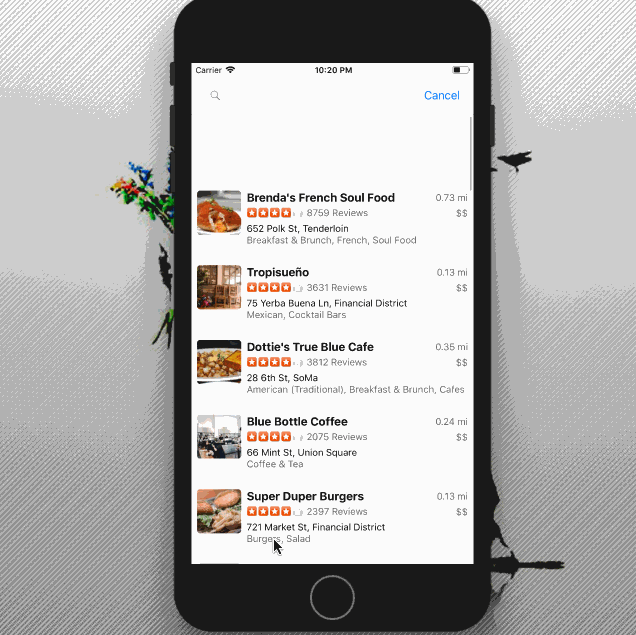 Carrier 10:20 PM
Cancel
Brenda's French Soul Food 0.73 mi
8759 Reviews $$
652 Polk St, Tenderloin
Breakfast & Brunch, French, Soul Food
Tropisueño 0.13 mi
3631 Reviews $$
75 Yerba Buena Ln, Financial District
Mexican, Cocktail Bars
Dottie's True Blue Cafe 0.35 mi
3812 Reviews $$
28 6th St, SoMa
American (Traditional), Breakfast & Brunch, Cafes
Blue Bottle Coffee 0.24 mi
2075 Reviews $$
66 Mint St, Union Square
Coffee & Tea
Super Duper Burgers 0.13 mi
2397 Reviews $$
721 Market St, Financial District
Burgers, Salad